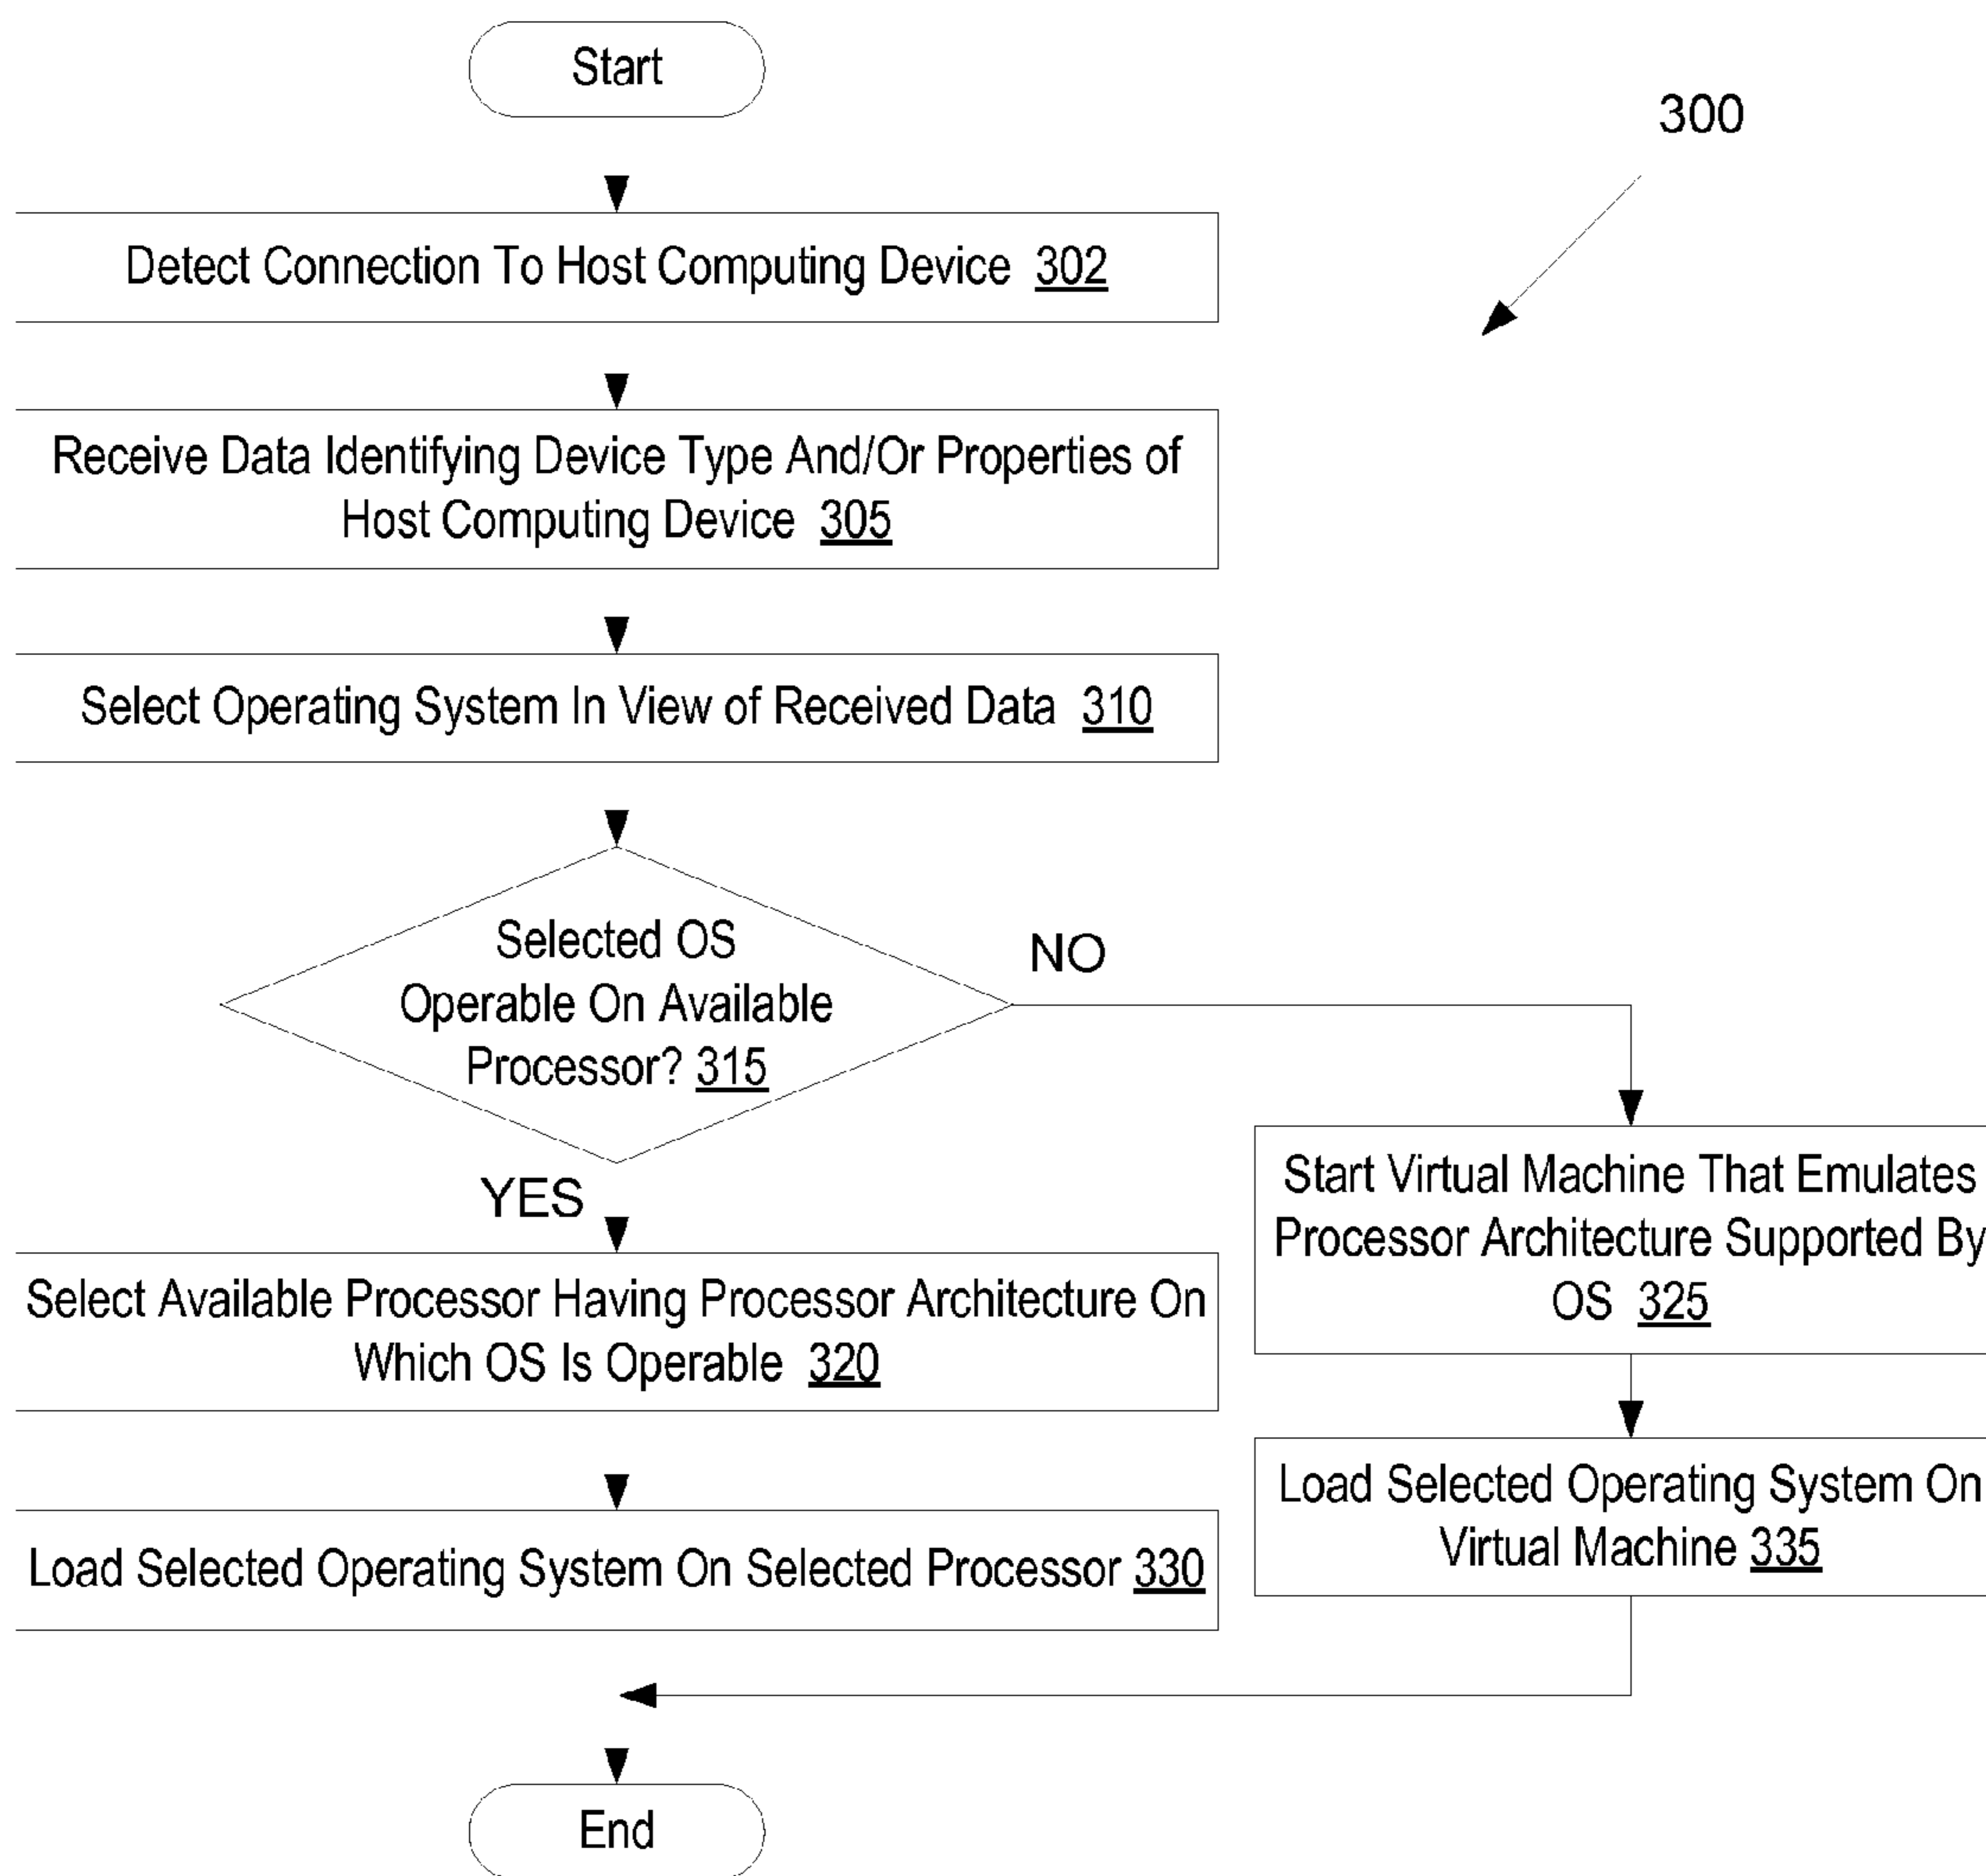 Start
300
Detect Connection To Host Computing Device 302
Receive Data Identifying Device Type And/Or Properties of
Host Computing Device 305
Select Operating System In View of Received Data 310
Selected OS
Operable On Available
Processor? 315
NO
YES
Start Virtual Machine That Emulates
Processor Architecture Supported By
OS 325
Select Available Processor Having Processor Architecture On
Which OS Is Operable 320
Load Selected Operating System On
Virtual Machine 335
Load Selected Operating System On Selected Processor 330
End